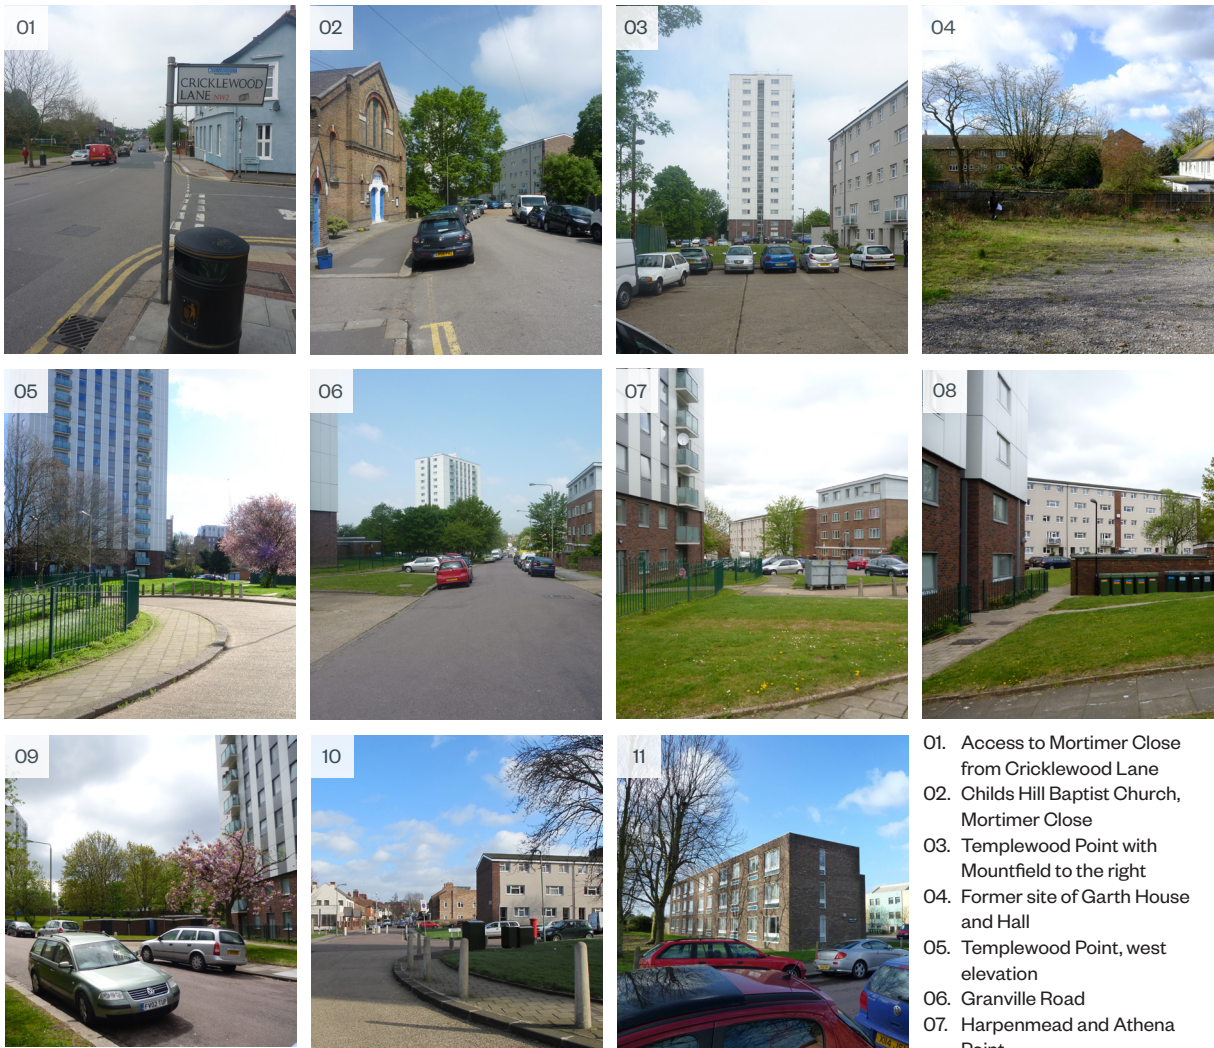 01
CRICKLEWOOD
LANE NW2
02
03
04
05
06
07
08
09
10
11
01. Access to Mortimer Close
from Cricklewood Lane
02. Childs Hill Baptist Church,
Mortimer Close
03. Templewood Point with
Mountfield to the right
04. Former site of Garth House
and Hall
05. Templewood Point, west
elevation
06. Granville Road
07. Harpenmead and Athena
Point